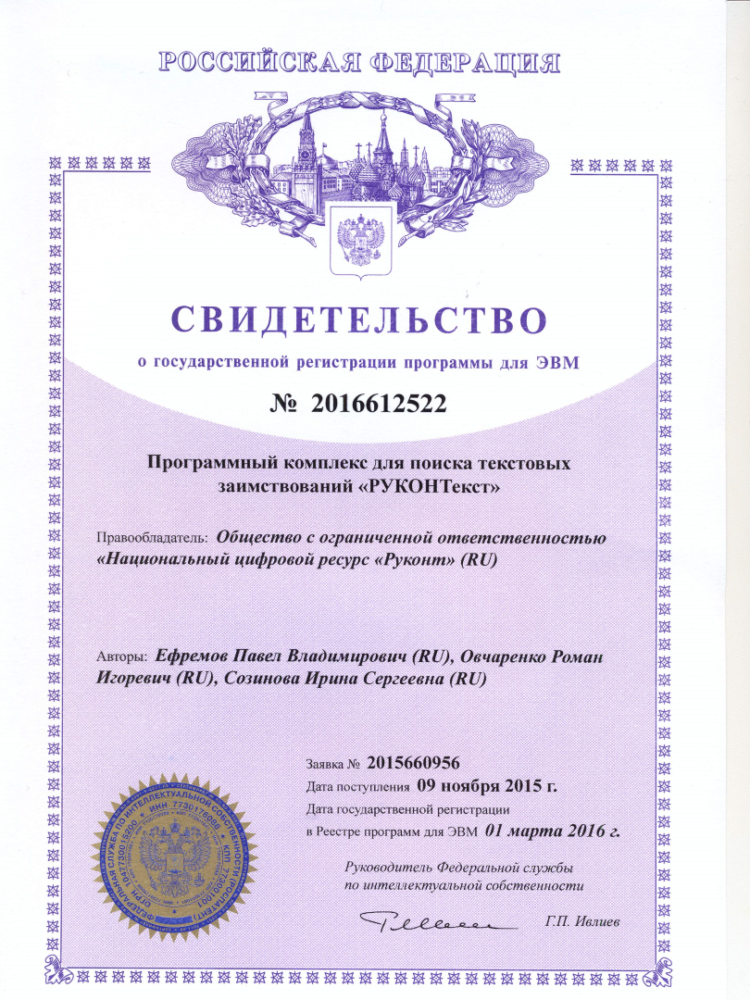 РОССИЙСКАЯ ФЕДЕРАЦИЯ
СВИДЕТЕЛЬСТВО
о государственной регистрации программы для ЭВМ
№ 2016612522
Программный комплекс для поиска текстовых
заимствований «РУКОНТекст»
Правообладатель: Общество с ограниченной ответственностью
«Национальный цифровой ресурс «Руконт» (RU)
Авторы: Ефремов Павел Владимирович (RU), Овчаренко Роман
Игоревич (RU), Созинова Ирина Сергеевна (RU)
Заявка № 2015660956
Дата поступления 09 ноября 2015 г.
Дата государственной регистрации
в Реестре программ для ЭВМ 01 марта 2016 г.
Руководитель Федеральной службы
по интеллектуальной собственности
Г.П. Ивлиев
ФЕДЕРАЛЬНАЯ СЛУЖБА ПО ИНТ�еллЕКТУАЛЬНОЙ СОБСТВЕННОСТИ (РОСПАТЕНТ)
ОГРН 1047730015200 * ИНН 7730176088 * КПП 773001001